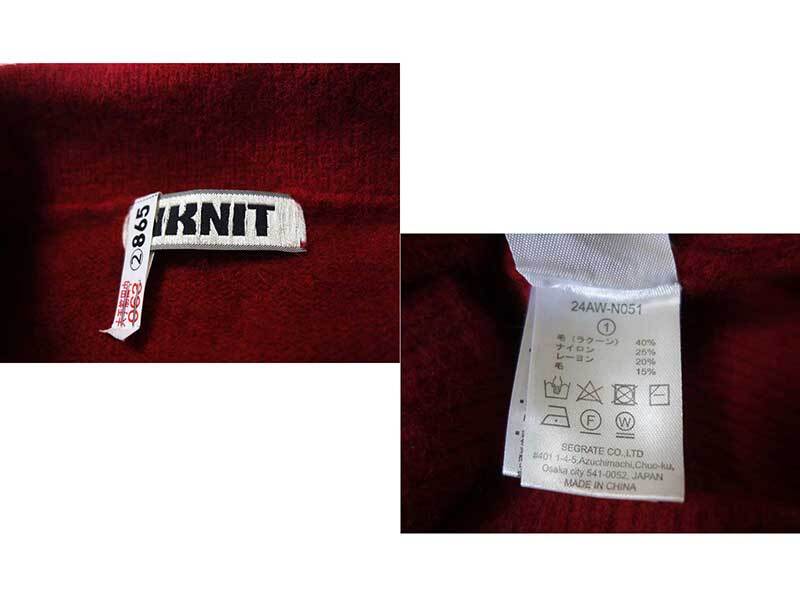 IKNIT
②865
24AW-N051
①
毛(ラクーン) 40%
ナイロン 25%
レーヨン 20%
毛 15%
F W
SEGRATE CO.,LTD
#401 1-4-5,Azuchimachi,Chuo-ku,
Osaka city 541-0052, JAPAN
MADE IN CHINA